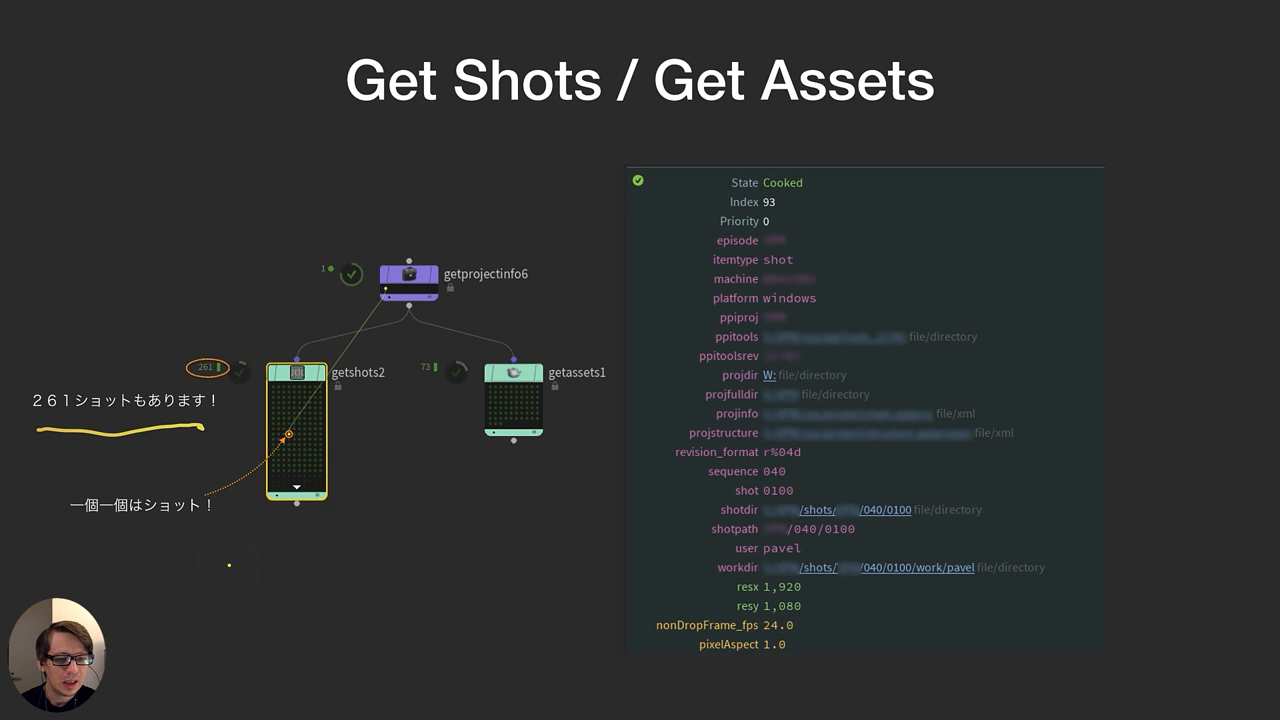 Get Shots / Get Assets
1
getprojectinfo6
261
getshots2
73
getassets1
２６１ショットもあります！
一個一個はショット！
State Cooked
Index 93
Priority 0
episode
itemtype shot
machine
platform windows
ppiproj
ppitools file/directory
ppitoolsrev
projdir W: file/directory
projfulldir file/directory
projinfo file/xml
projstructure file/xml
revision_format r%04d
sequence 040
shot 0100
shotdir /shots/ /040/0100 file/directory
shotpath /040/0100
user pavel
workdir /shots/ /040/0100/work/pavel file/directory
resx 1,920
resy 1,080
nonDropFrame_fps 24.0
pixelAspect 1.0